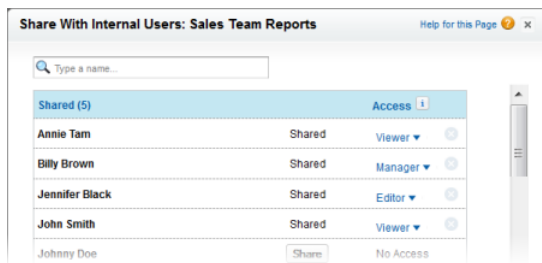 Share With Internal Users: Sales Team Reports Help for this Page ? x
Type a name...
Shared (5) Access i
Annie Tam Shared Viewer
Billy Brown Shared Manager
Jennifer Black Shared Editor
John Smith Shared Viewer
Johnny Doe Share No Access